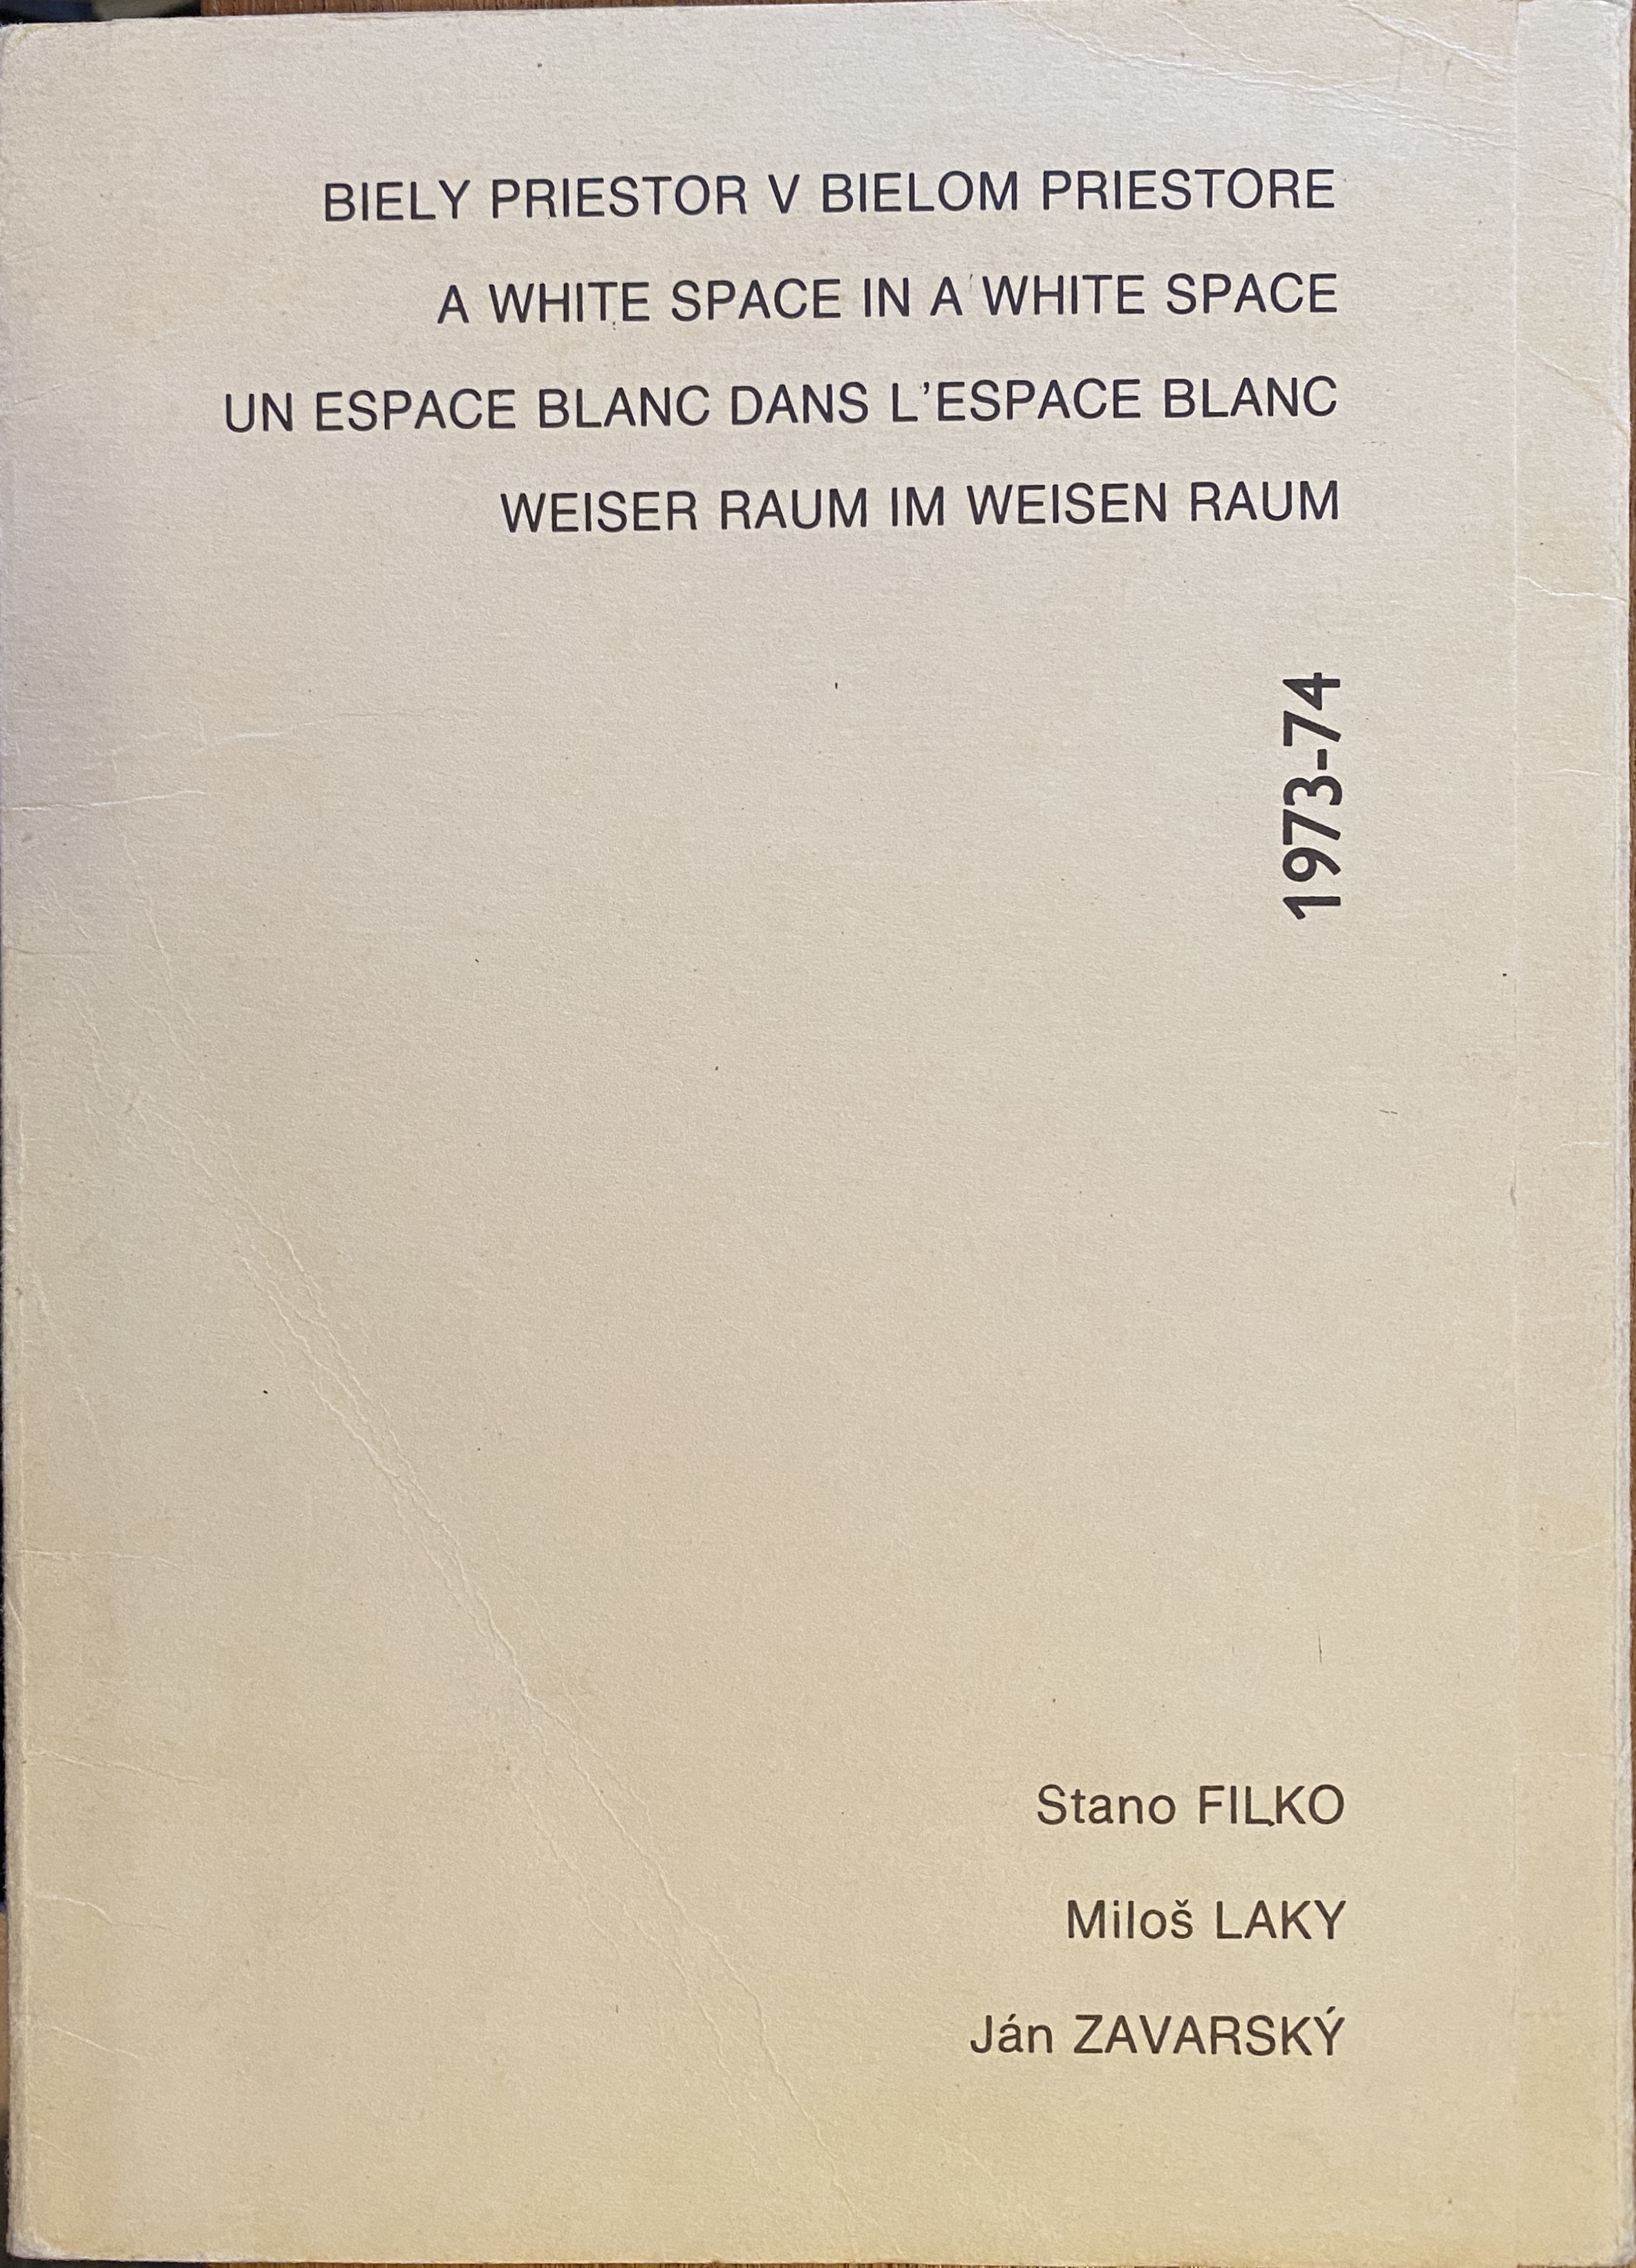 BIELY PRIESTOR V BIELOM PRIESTORE
A WHITE SPACE IN A WHITE SPACE
UN ESPACE BLANC DANS L'ESPACE BLANC
WEISER RAUM IM WEISEN RAUM
1973-74
Stano FILKO
Miloš LAKY
Ján ZAVARSKÝ